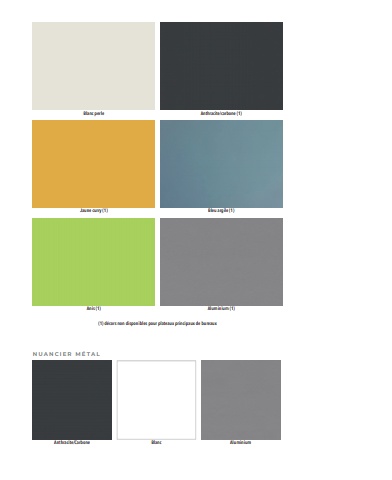 Blanc perle
Anthracite/carbone (1)
Jaune curry (1)
Bleu argile (1)
Anis (1)
Aluminium (1)
(1) décors non disponibles pour plateaux principaux de bureaux
NUANCIER MÉTAL
Anthracite/Carbone
Blanc
Aluminium